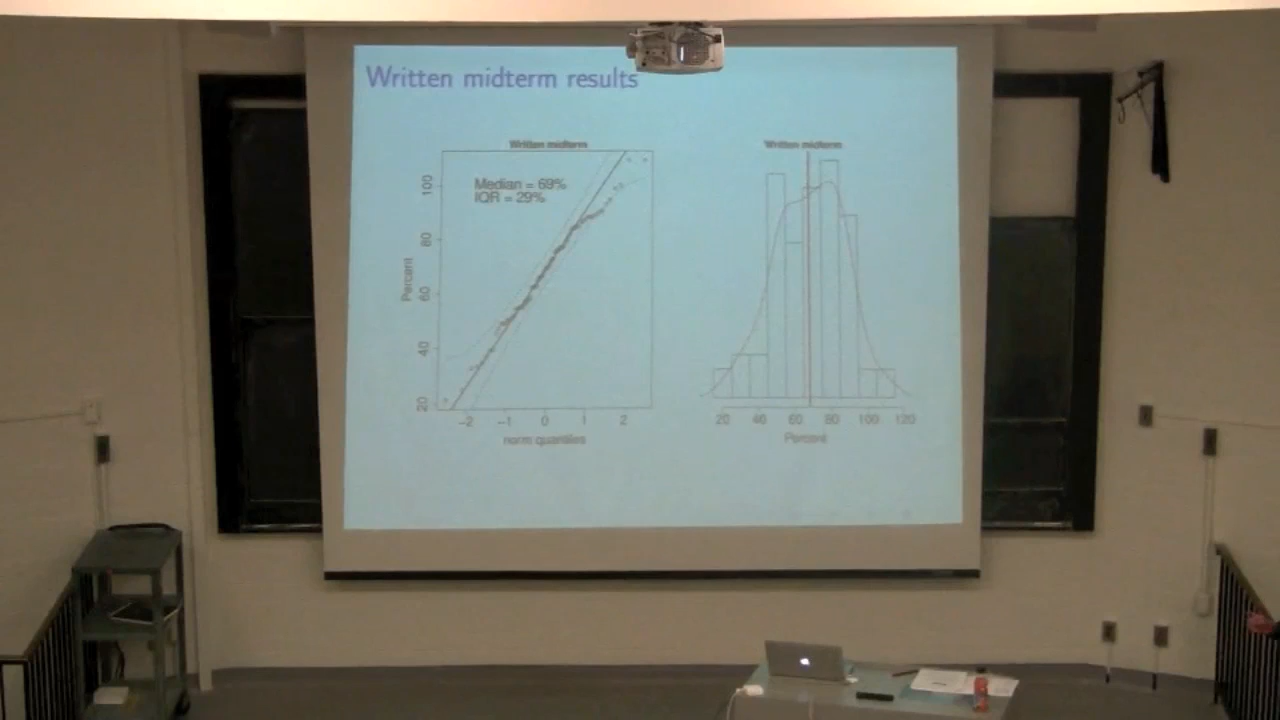 Written midterm results
Written midterm
Median = 69%
IQR = 29%
Percent
100
80
60
40
20
−2 −1 0 1 2
norm quantiles
Written midterm
20 40 60 80 100 120
Percent